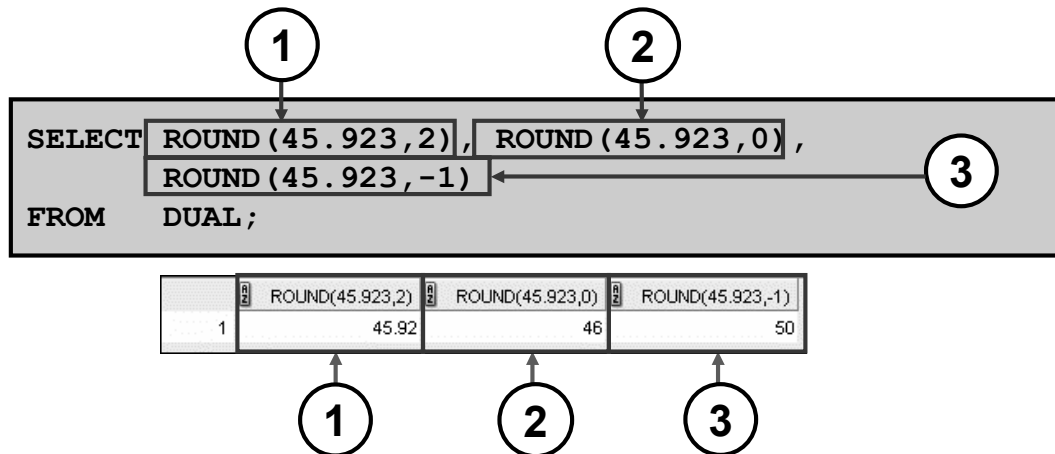 1 2
SELECT ROUND(45.923,2), ROUND(45.923,0),
ROUND(45.923,-1) 3
FROM DUAL;
ROUND(45.923,2) ROUND(45.923,0) ROUND(45.923,-1)
1 45.92 46 50
1 2 3